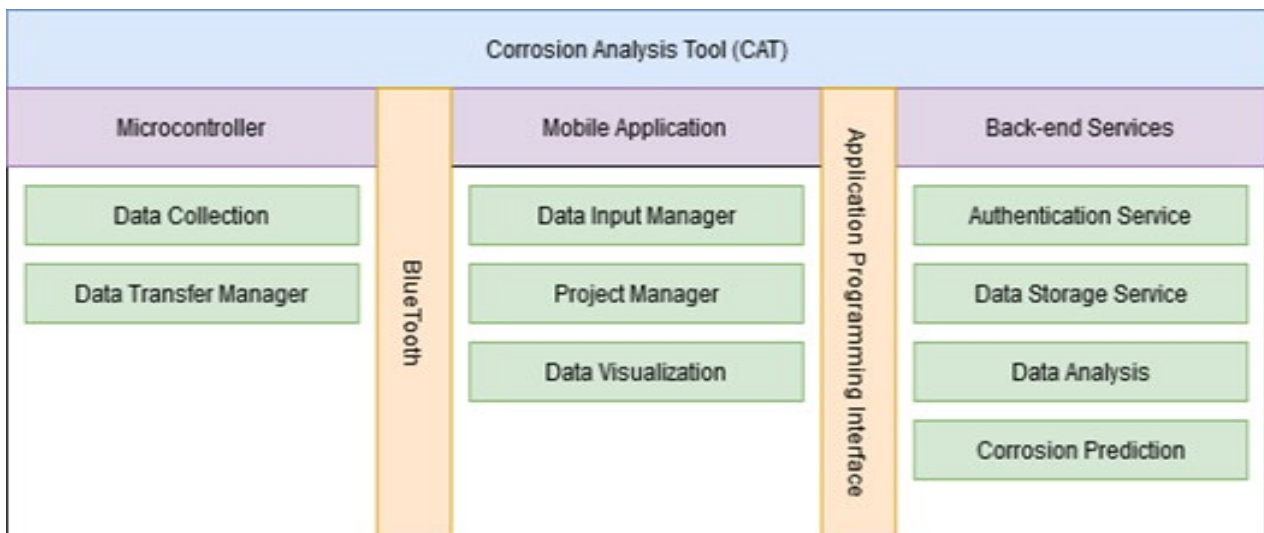 Corrosion Analysis Tool (CAT)
Microcontroller
Data Collection
Data Transfer Manager
BlueTooth
Mobile Application
Data Input Manager
Project Manager
Data Visualization
Application Programming Interface
Back-end Services
Authentication Service
Data Storage Service
Data Analysis
Corrosion Prediction